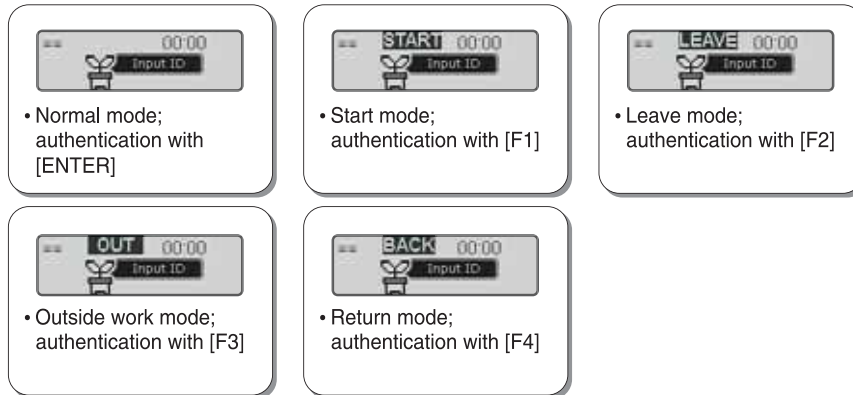 == 00:00
Input ID
• Normal mode;
authentication with
[ENTER]
== START 00:00
Input ID
• Start mode;
authentication with [F1]
== LEAVE 00:00
Input ID
• Leave mode;
authentication with [F2]
== OUT 00:00
Input ID
• Outside work mode;
authentication with [F3]
== BACK 00:00
Input ID
• Return mode;
authentication with [F4]